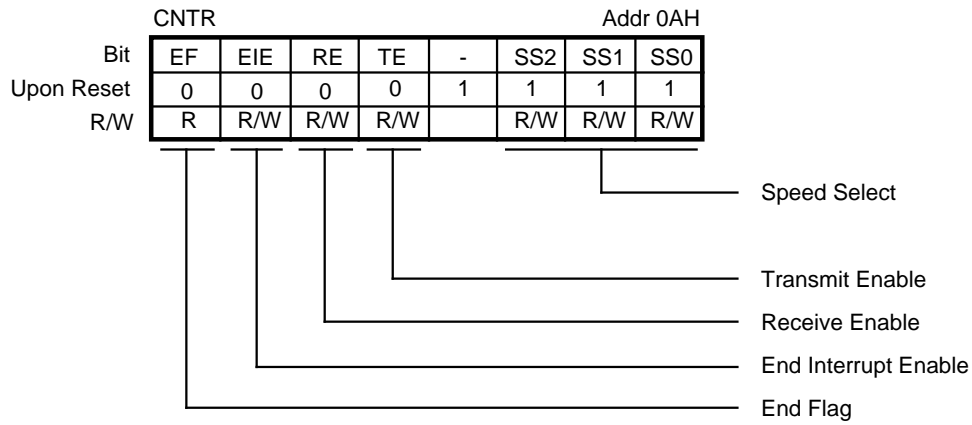 CNTR Addr 0AH
Bit EF EIE RE TE - SS2 SS1 SS0
Upon Reset 0 0 0 0 1 1 1 1
R/W R R/W R/W R/W R/W R/W R/W
Speed Select
Transmit Enable
Receive Enable
End Interrupt Enable
End Flag